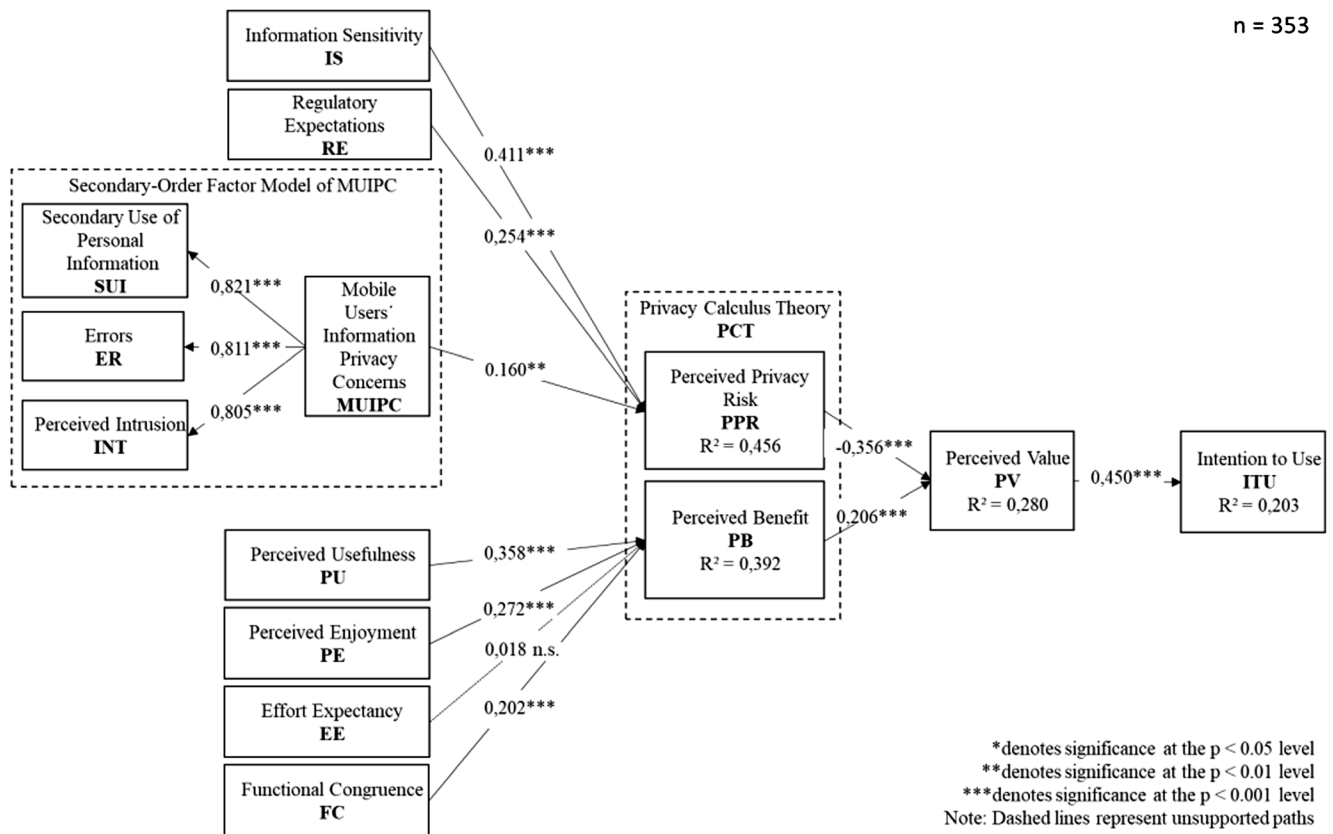 n = 353
Information Sensitivity
IS
Regulatory
Expectations
RE
0.411***
0,254***
Secondary-Order Factor Model of MUIPC
Secondary Use of
Personal
Information
SUI
Errors
ER
Perceived Intrusion
INT
0,821***
0,811***
0,805***
Mobile
Users´
Information
Privacy
Concerns
MUIPC
0.160**
Privacy Calculus Theory
PCT
Perceived Privacy
Risk
PPR
R² = 0,456
Perceived Benefit
PB
R² = 0,392
-0,356***
0,206***
Perceived Value
PV
R² = 0,280
0,450***
Intention to Use
ITU
R² = 0,203
Perceived Usefulness
PU
Perceived Enjoyment
PE
Effort Expectancy
EE
Functional Congruence
FC
0,358***
0,272***
0,018 n.s.
0,202***
*denotes significance at the p < 0.05 level
**denotes significance at the p < 0.01 level
***denotes significance at the p < 0.001 level
Note: Dashed lines represent unsupported paths